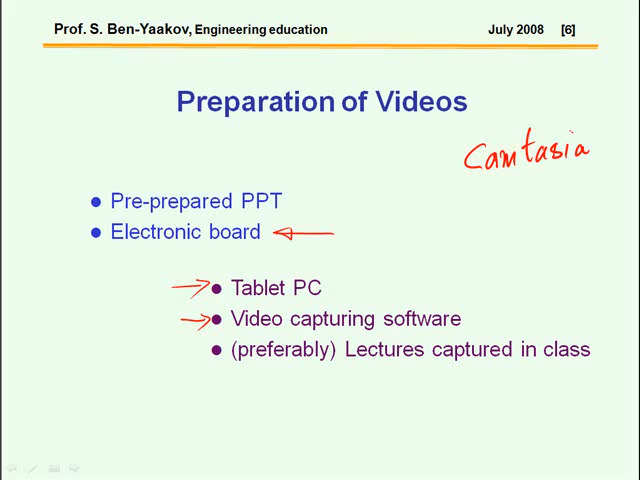 Prof. S. Ben-Yaakov, Engineering education July 2008 [6]
Preparation of Videos
Camtasia
● Pre-prepared PPT
● Electronic board
● Tablet PC
● Video capturing software
● (preferably) Lectures captured in class